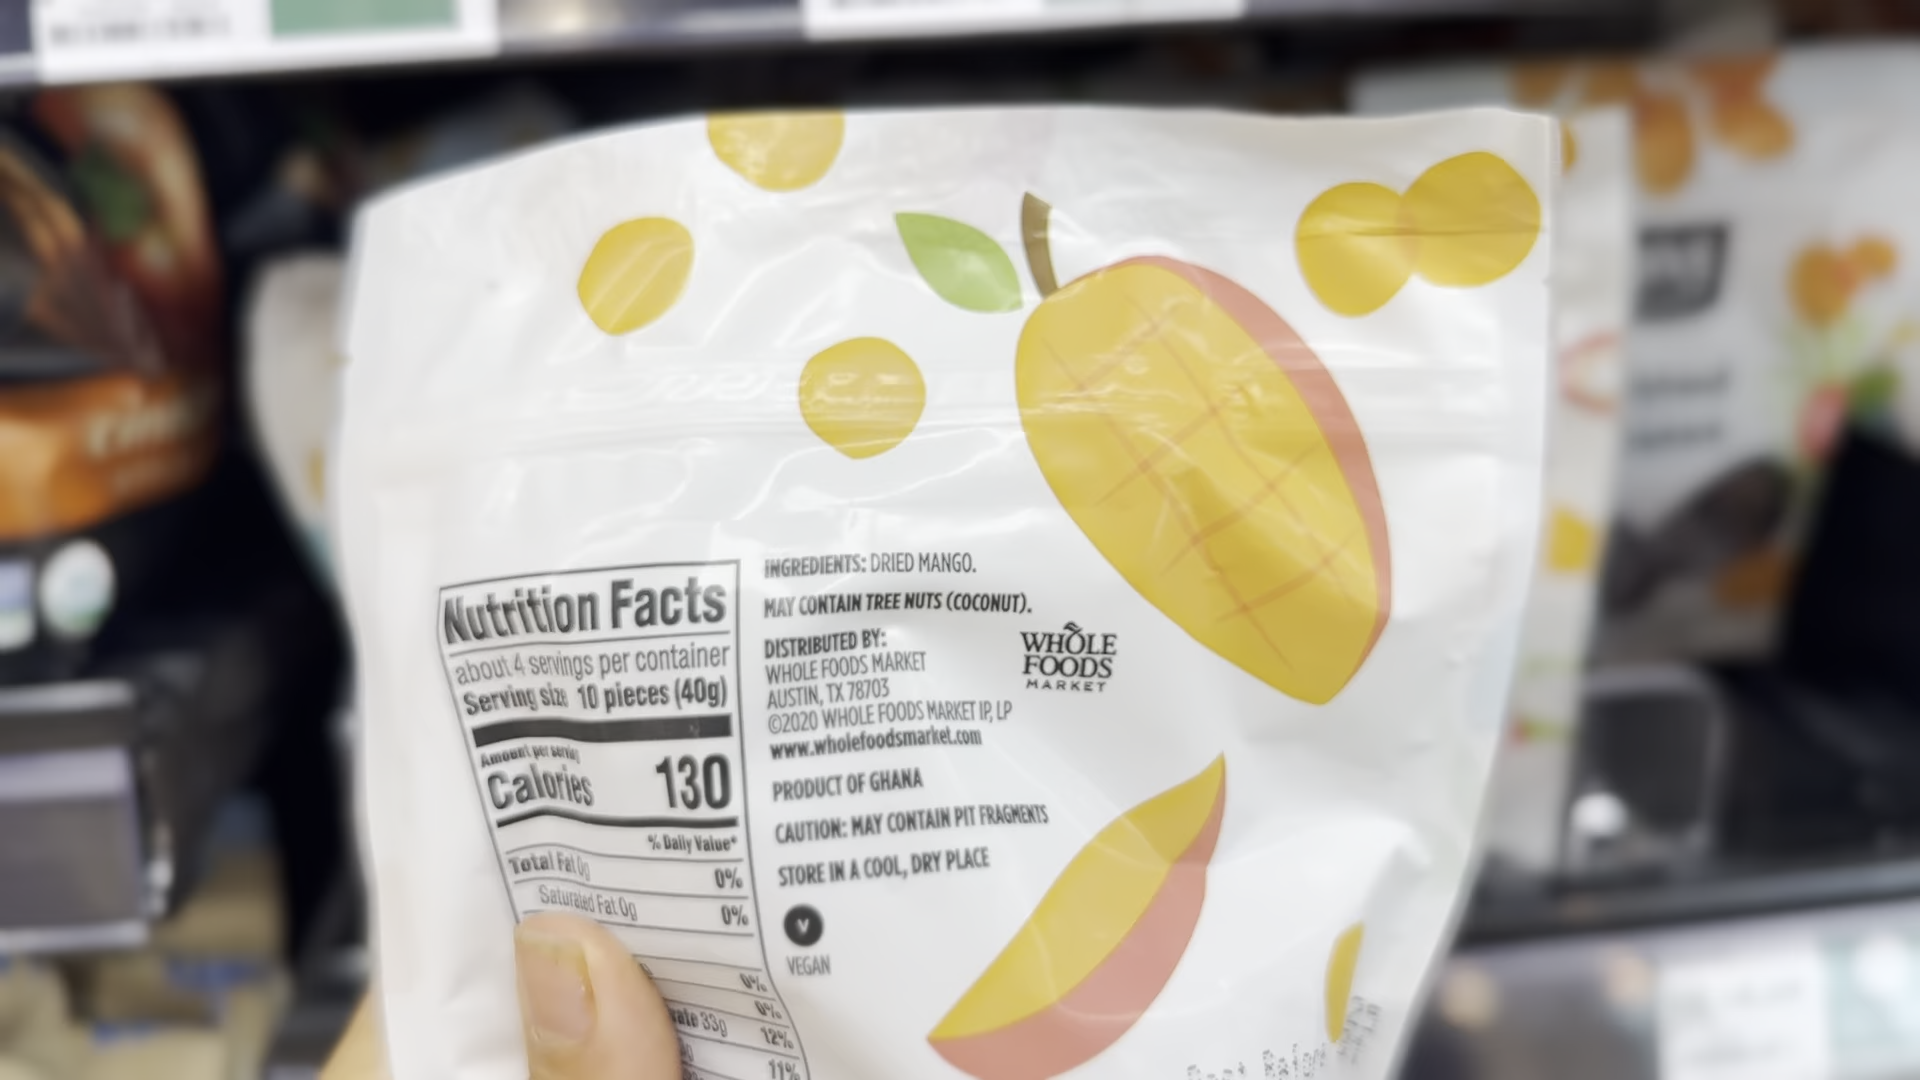 Nutrition Facts
about 4 servings per container
Serving size 10 pieces (40g)
Amount per serving
Calories 130
% Daily Value*
Total Fat 0g 0%
Saturated Fat 0g 0%
0%
0%
33g 12%
11%
INGREDIENTS: DRIED MANGO.
MAY CONTAIN TREE NUTS (COCONUT).
DISTRIBUTED BY:
WHOLE FOODS MARKET
AUSTIN, TX 78703
©2020 WHOLE FOODS MARKET IP, LP
www.wholefoodsmarket.com
PRODUCT OF GHANA
CAUTION: MAY CONTAIN PIT FRAGMENTS
STORE IN A COOL, DRY PLACE
V
VEGAN
WHOLE
FOODS
MARKET